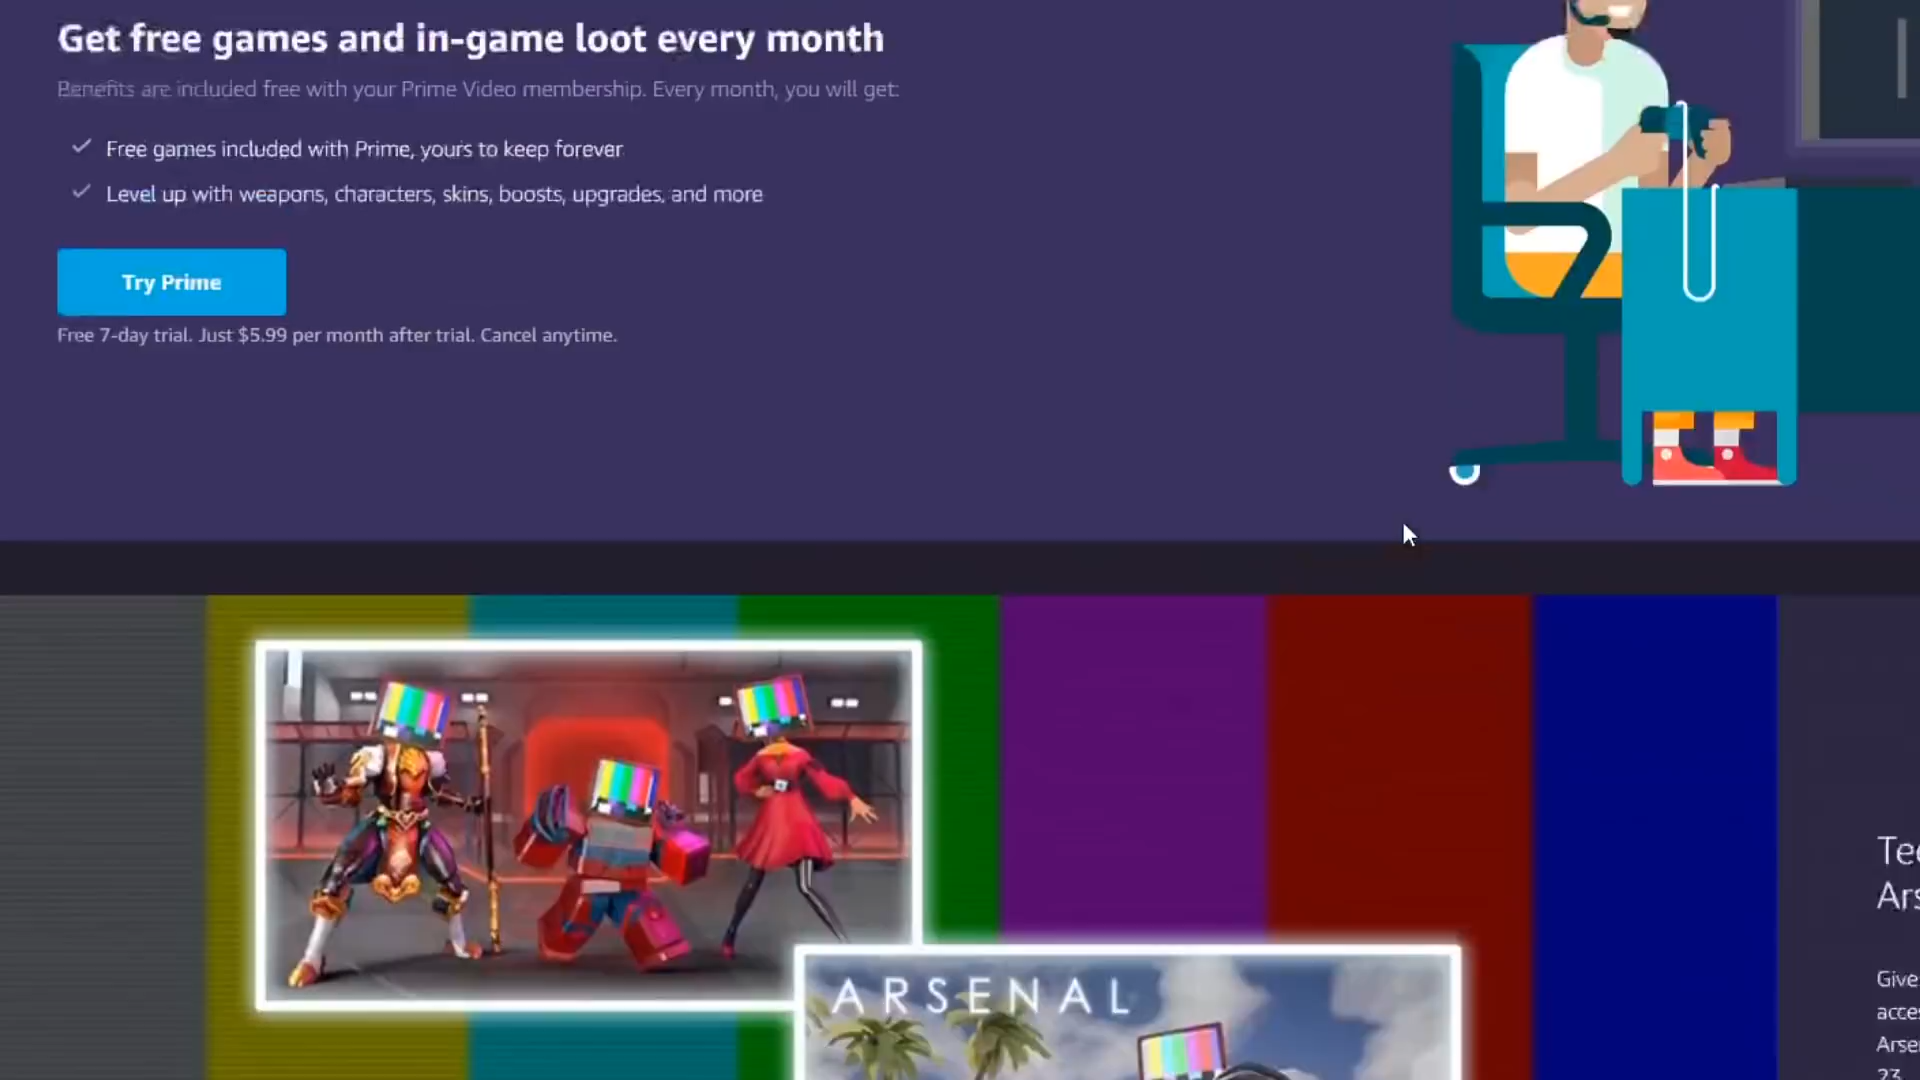 Get free games and in-game loot every month
Benefits are included free with your Prime Video membership. Every month, you will get:
Free games included with Prime, yours to keep forever
Level up with weapons, characters, skins, boosts, upgrades, and more
Try Prime
Free 7-day trial. Just $5.99 per month after trial. Cancel anytime.
ARSENAL
23